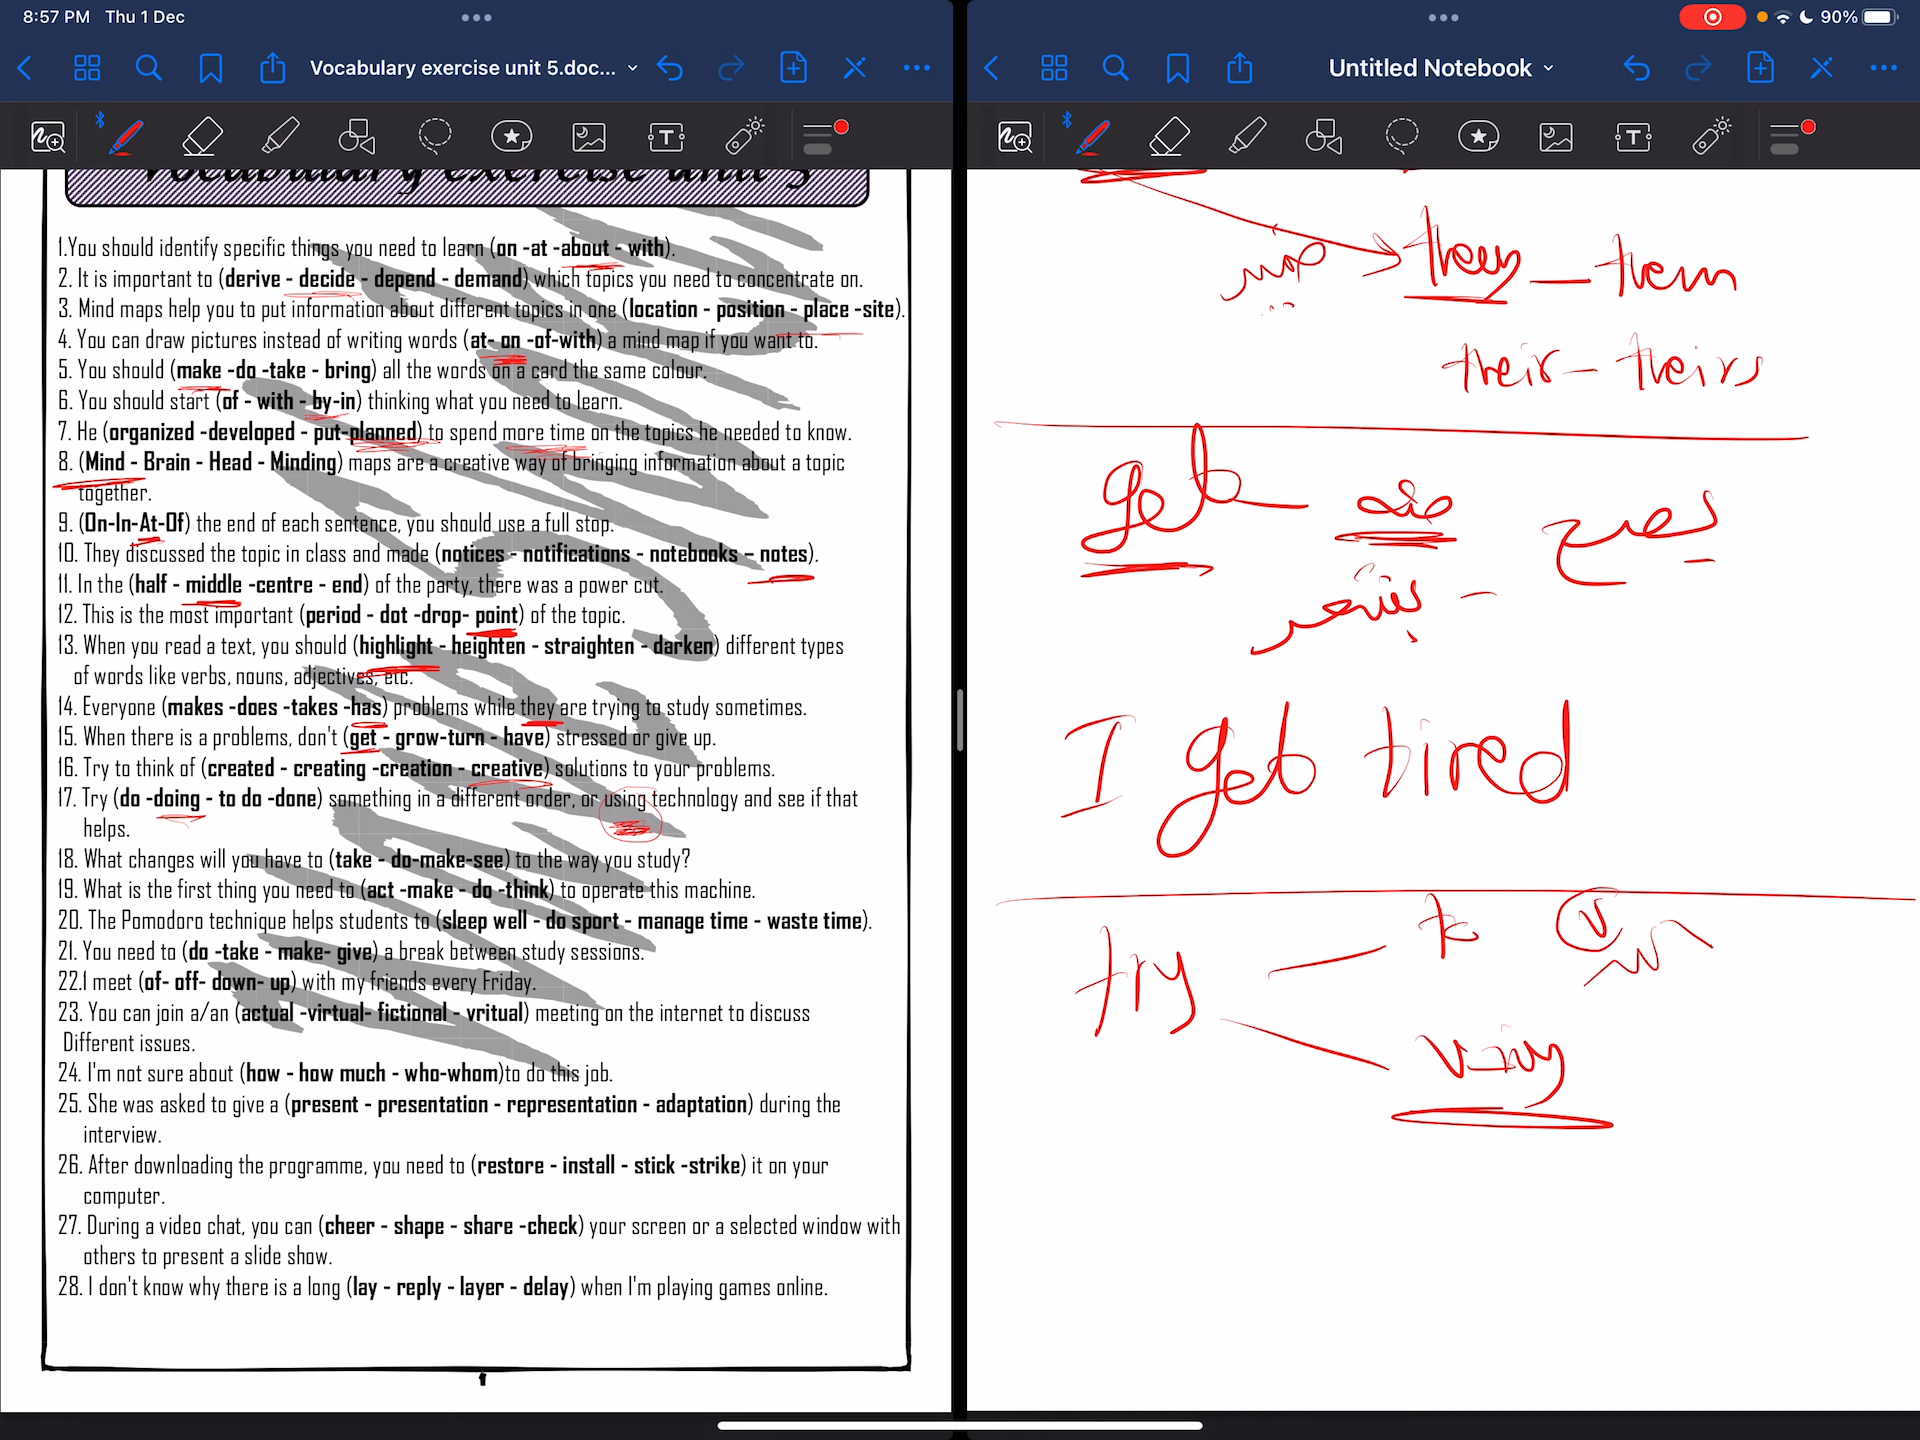 8:57 PM Thu 1 Dec
90%
Vocabulary exercise unit 5.doc...
Untitled Notebook
Vocabulary exercise unit 5
1.You should identify specific things you need to learn (on -at -about - with).
2. It is important to (derive - decide - depend - demand) which topics you need to concentrate on.
3. Mind maps help you to put information about different topics in one (location - position - place -site).
4. You can draw pictures instead of writing words (at- on -of-with) a mind map if you want to.
5. You should (make -do -take - bring) all the words on a card the same colour.
6. You should start (of - with - by-in) thinking what you need to learn.
7. He (organized -developed - put-planned) to spend more time on the topics he needed to know.
8. (Mind - Brain - Head - Minding) maps are a creative way of bringing information about a topic
together.
9. (On-In-At-Of) the end of each sentence, you should use a full stop.
10. They discussed the topic in class and made (notices - notifications - notebooks – notes).
11. In the (half - middle -centre - end) of the party, there was a power cut.
12. This is the most important (period - dot -drop- point) of the topic.
13. When you read a text, you should (highlight - heighten - straighten - darken) different types
of words like verbs, nouns, adjectives, etc.
14. Everyone (makes -does -takes -has) problems while they are trying to study sometimes.
15. When there is a problems, don't (get - grow-turn - have) stressed or give up.
16. Try to think of (created - creating -creation - creative) solutions to your problems.
17. Try (do -doing - to do -done) something in a different order, or using technology and see if that
helps.
18. What changes will you have to (take - do-make-see) to the way you study?
19. What is the first thing you need to (act -make - do -think) to operate this machine.
20. The Pomodoro technique helps students to (sleep well - do sport - manage time - waste time).
21. You need to (do -take - make- give) a break between study sessions.
22.I meet (of- off- down- up) with my friends every Friday.
23. You can join a/an (actual -virtual- fictional - vritual) meeting on the internet to discuss
Different issues.
24. I'm not sure about (how - how much - who-whom)to do this job.
25. She was asked to give a (present - presentation - representation - adaptation) during the
interview.
26. After downloading the programme, you need to (restore - install - stick -strike) it on your
computer.
27. During a video chat, you can (cheer - shape - share -check) your screen or a selected window with
others to present a slide show.
28. I don't know why there is a long (lay - reply - layer - delay) when I'm playing games online.
1
they – them
their – theirs
get يصبح
I get tired
try to v
v-ing